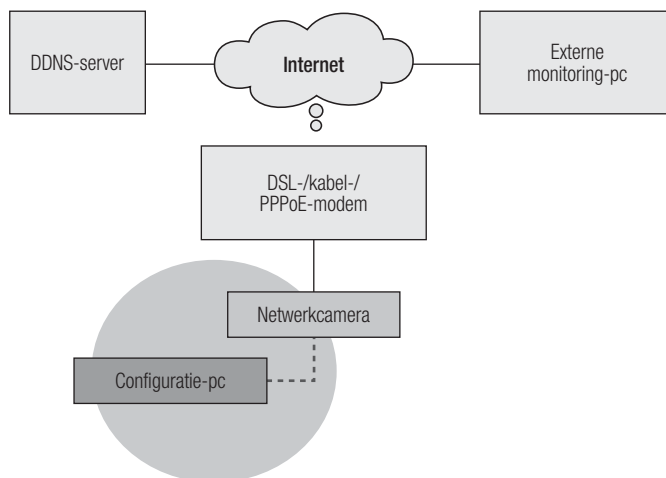 DDNS-server
Internet
Externe
monitoring-pc
DSL-/kabel-/
PPPoE-modem
Netwerkcamera
Configuratie-pc